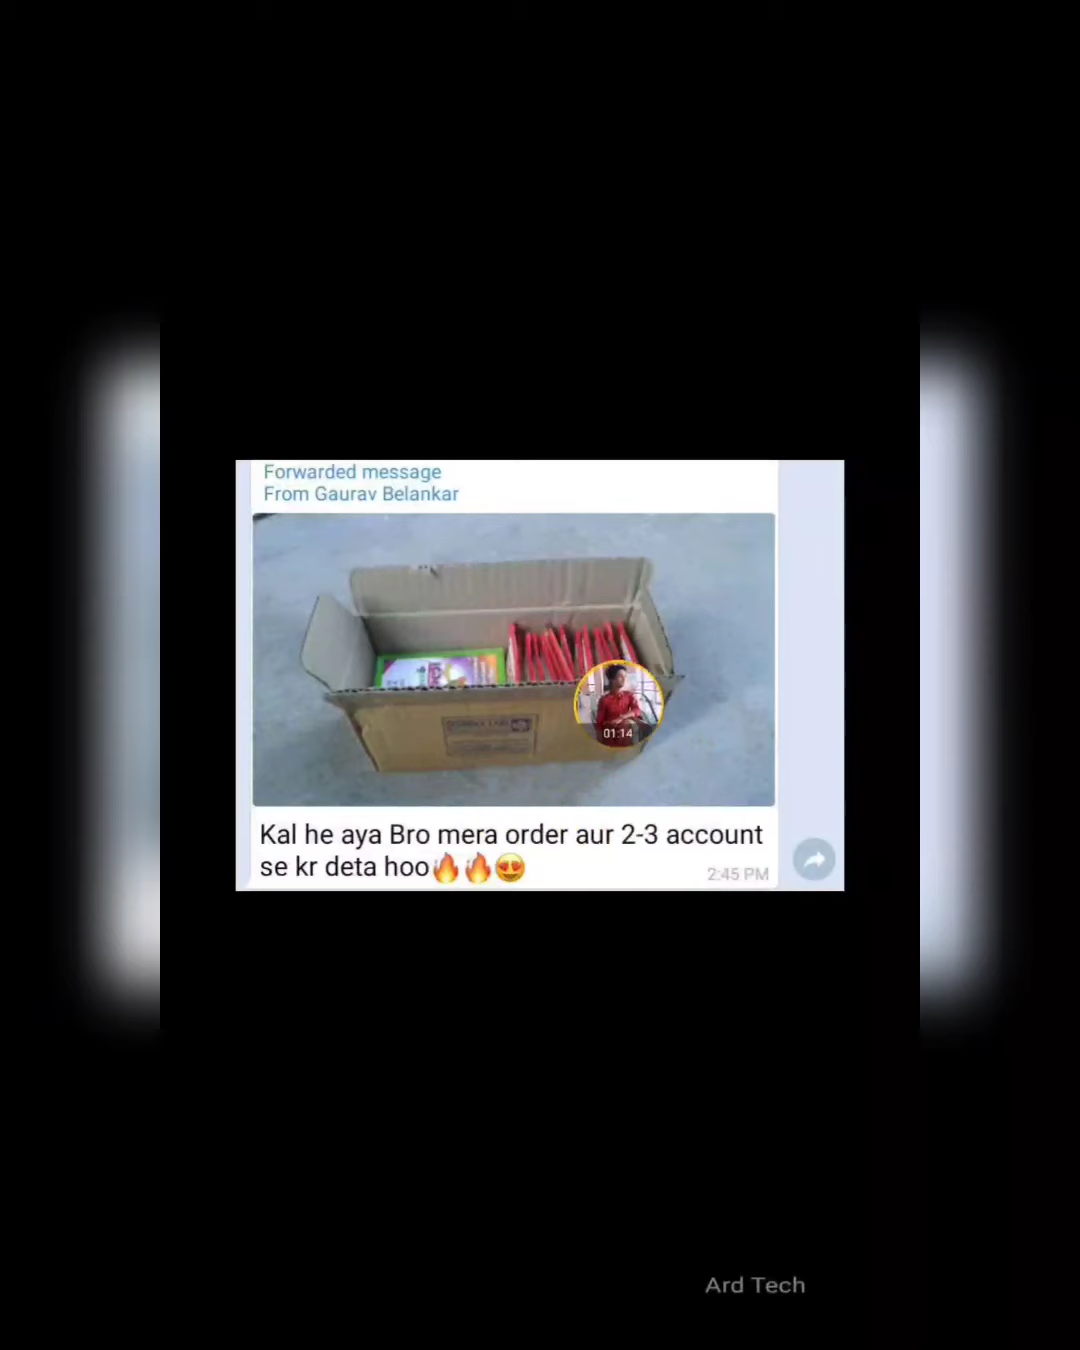 Forwarded message
From Gaurav Belankar
01:14
Kal he aya Bro mera order aur 2-3 account
se kr deta hoo🔥🔥😍
2:45 PM
Ard Tech